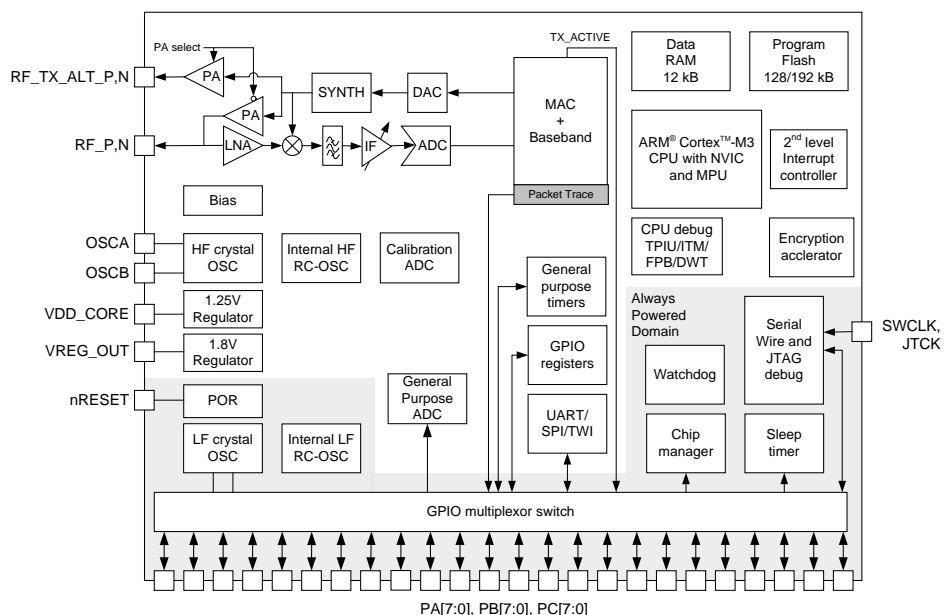 TX_ACTIVE
PA select
RF_TX_ALT_P,N
PA
SYNTH
DAC
MAC
+
Baseband
Data
RAM
12 kB
Program
Flash
128/192 kB
PA
RF_P,N
LNA
IF
ADC
ARM® Cortex™-M3
CPU with NVIC
and MPU
2nd level
Interrupt
controller
Packet Trace
Bias
OSCA
OSCB
HF crystal
OSC
Internal HF
RC-OSC
Calibration
ADC
CPU debug
TPIU/ITM/
FPB/DWT
Encryption
acclerator
General
purpose
timers
VDD_CORE
1.25V
Regulator
Always
Powered
Domain
Serial
Wire and
JTAG
debug
SWCLK,
JTCK
VREG_OUT
1.8V
Regulator
GPIO
registers
Watchdog
nRESET
POR
General
Purpose
ADC
UART/
SPI/TWI
Chip
manager
Sleep
timer
LF crystal
OSC
Internal LF
RC-OSC
GPIO multiplexor switch
PA[7:0], PB[7:0], PC[7:0]